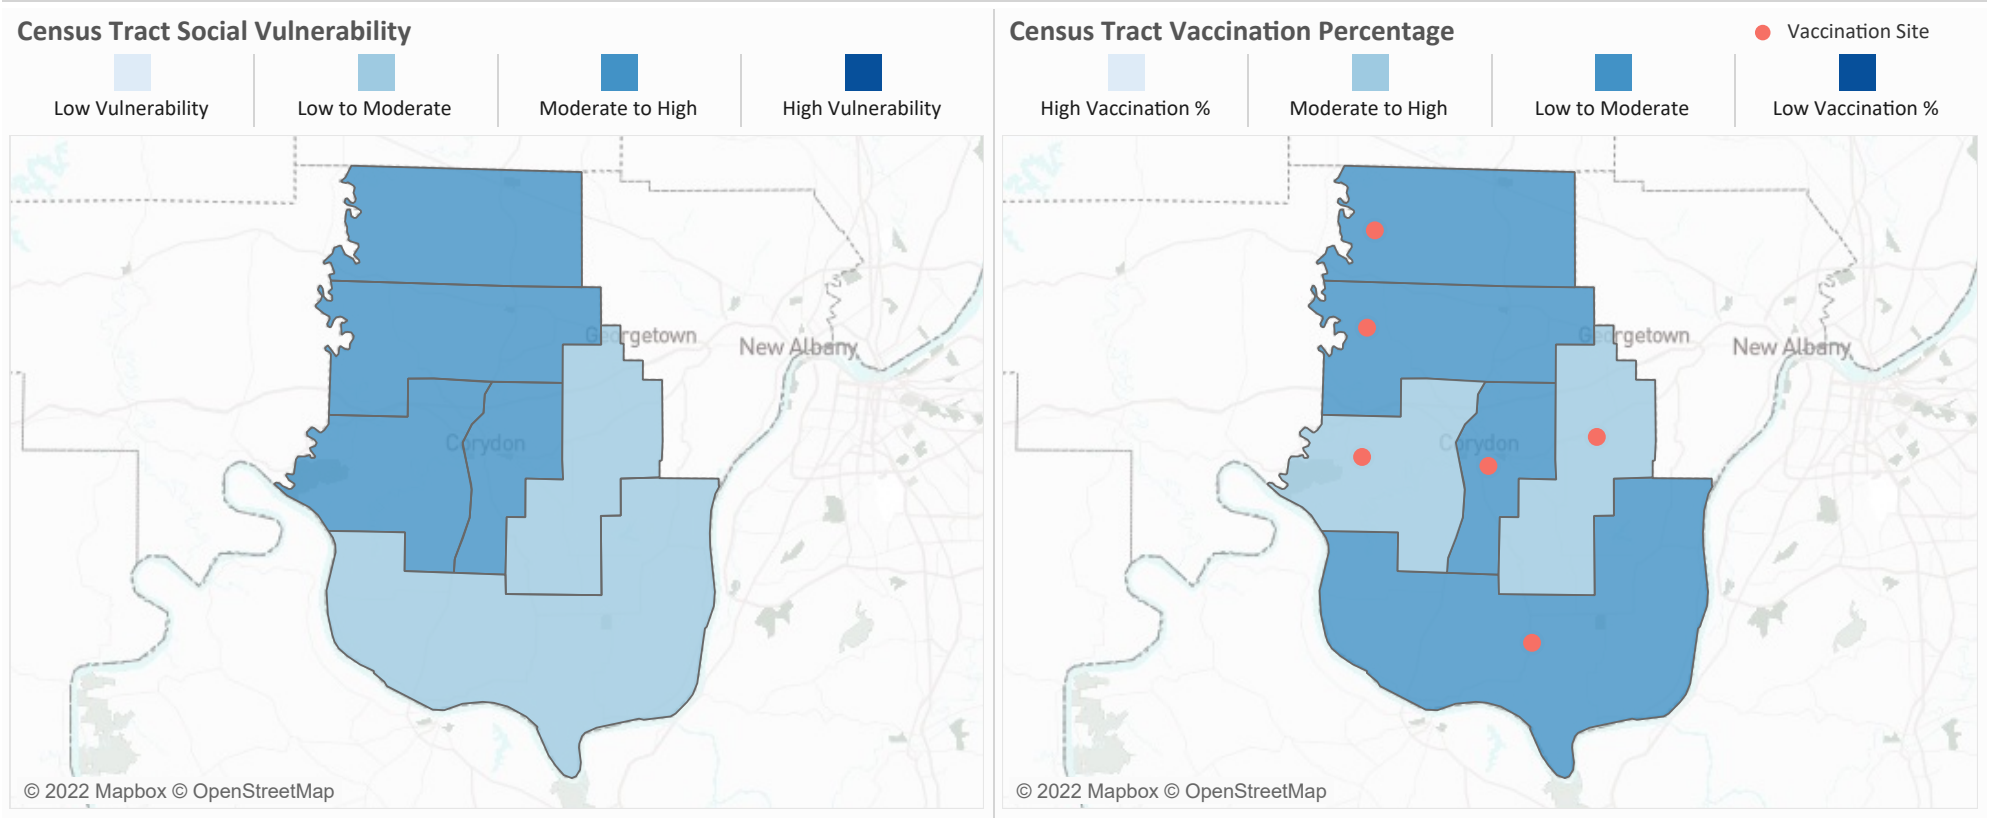 Census Tract Social Vulnerability
Low Vulnerability
Low to Moderate
Moderate to High
High Vulnerability
Georgetown
New Albany
Corydon
© 2022 Mapbox © OpenStreetMap
Census Tract Vaccination Percentage
Vaccination Site
High Vaccination %
Moderate to High
Low to Moderate
Low Vaccination %
Georgetown
New Albany
Corydon
© 2022 Mapbox © OpenStreetMap